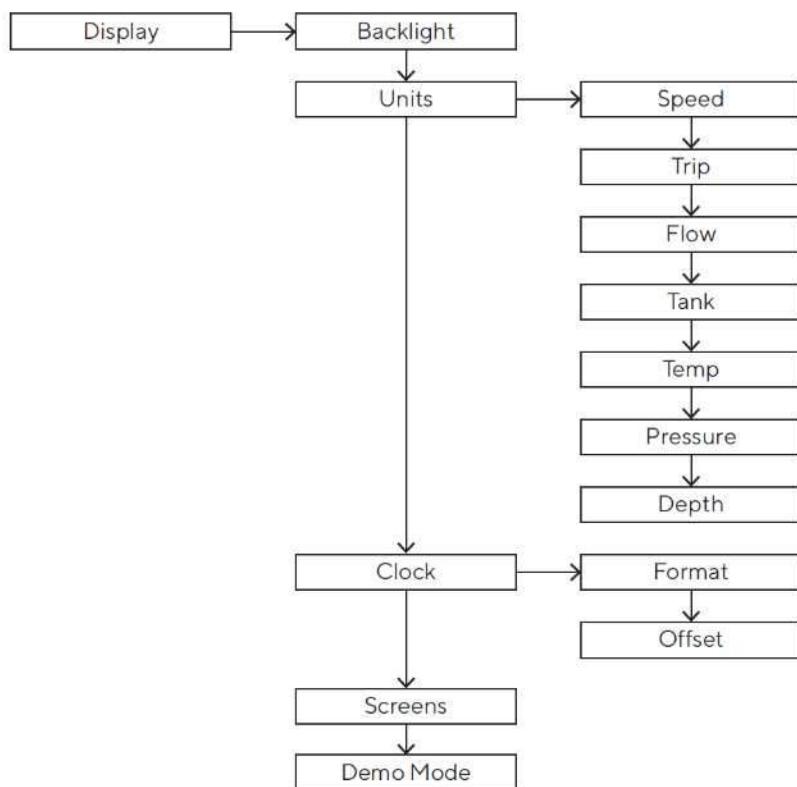 Display
Backlight
Units
Speed
Trip
Flow
Tank
Temp
Pressure
Depth
Clock
Format
Offset
Screens
Demo Mode